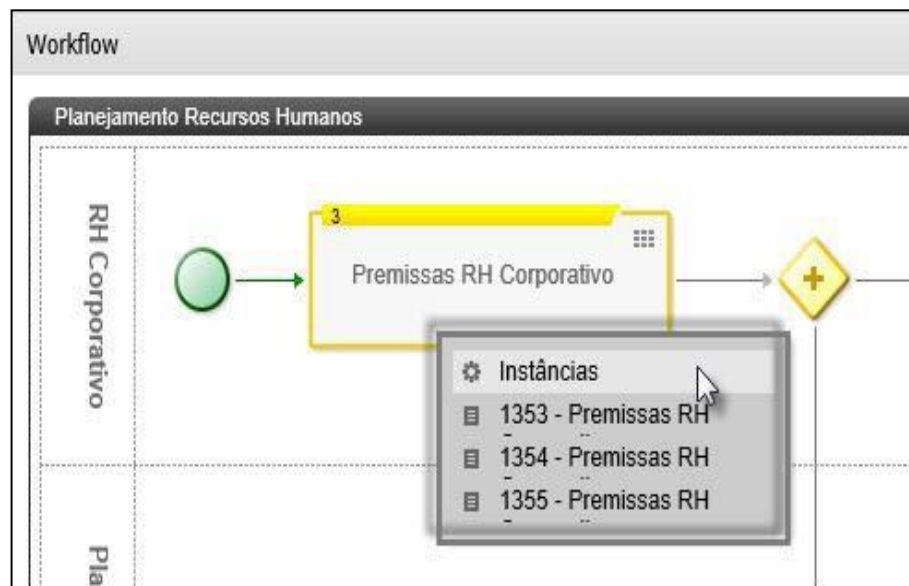 Workflow
Planejamento Recursos Humanos
RH Corporativo
3
Premissas RH Corporativo
Instâncias
1353 - Premissas RH
1354 - Premissas RH
1355 - Premissas RH
Pla